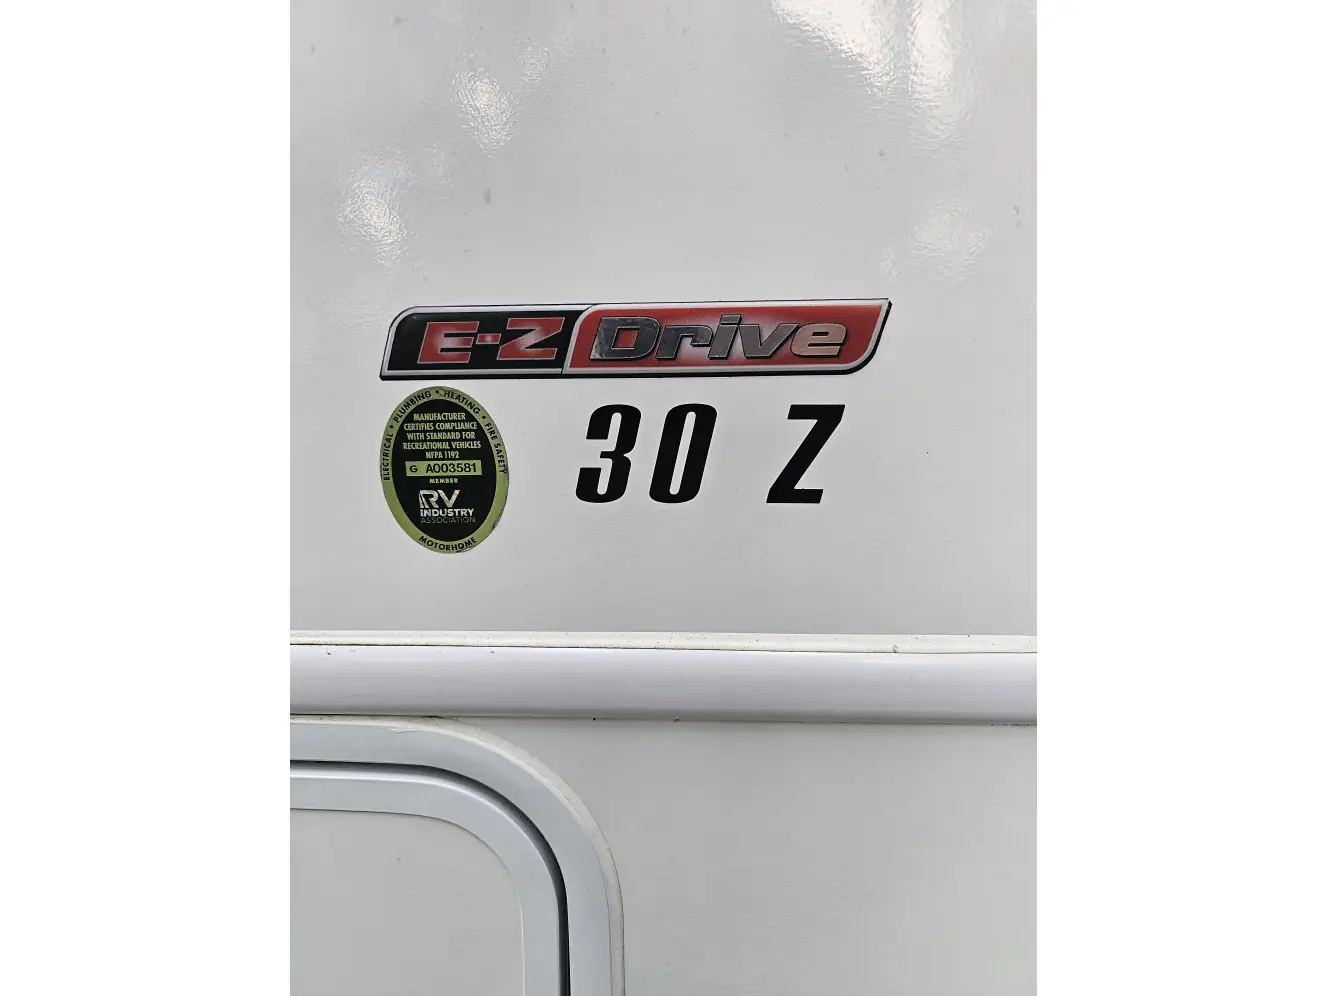 E-Z Drive
30 Z
ELECTRICAL • PLUMBING • HEATING • FIRE SAFETY
MANUFACTURER
CERTIFIES COMPLIANCE
WITH STANDARD FOR
RECREATIONAL VEHICLES
NFPA 1192
G A003581
MEMBER
RV
INDUSTRY
ASSOCIATION
MOTORHOME